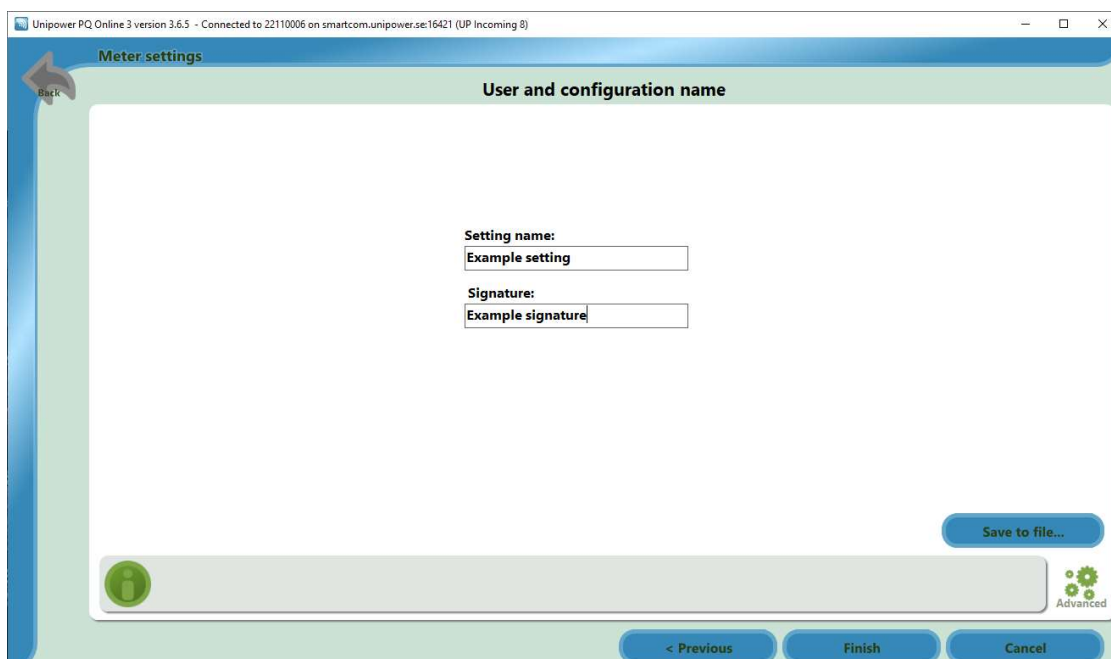 Unipower PQ Online 3 version 3.6.5 - Connected to 22110006 on smartcom.unipower.se:16421 (UP Incoming 8)
Meter settings
Back
User and configuration name
Setting name:
Example setting
Signature:
Example signature
Save to file...
Advanced
< Previous
Finish
Cancel